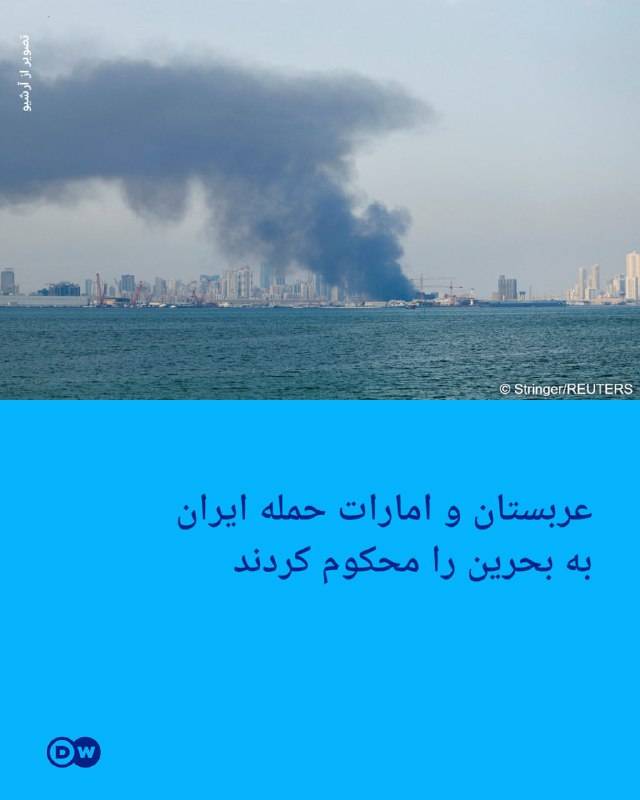 تصویر از آرشیو
© Stringer/REUTERS
عربستان و امارات حمله ایران
به بحرین را محکوم کردند
DW